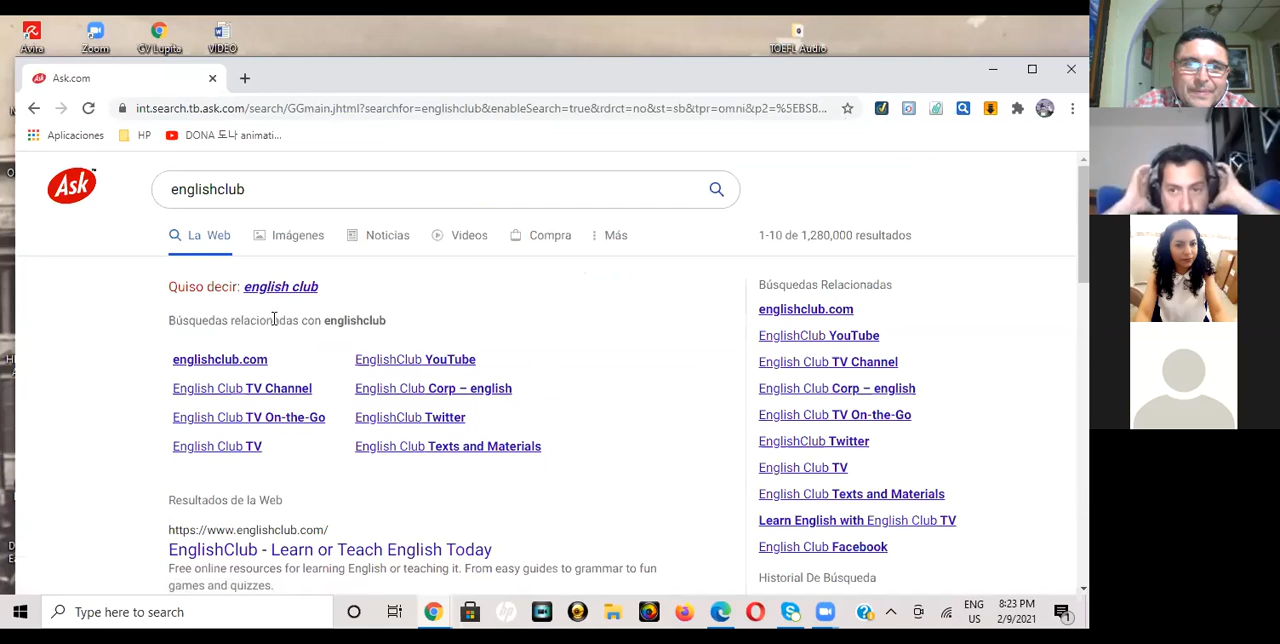 Avira
Zoom
CV Lupita
VIDEO
TOEFL Audio
Ask.com
int.search.tb.ask.com/search/GGmain.jhtml?searchfor=englishclub&enableSearch=true&rdrct=no&st=sb&tpr=omni&p2=%5EBSB...
Aplicaciones
HP
DONA 도나 animati...
Ask
englishclub
La Web
Imágenes
Noticias
Videos
Compra
Más
1-10 de 1,280,000 resultados
Quiso decir: english club
Búsquedas relacionadas con englishclub
englishclub.com
EnglishClub YouTube
English Club TV Channel
English Club Corp – english
English Club TV On-the-Go
EnglishClub Twitter
English Club TV
English Club Texts and Materials
Resultados de la Web
https://www.englishclub.com/
EnglishClub - Learn or Teach English Today
Free online resources for learning English or teaching it. From easy guides to grammar to fun
games and quizzes.
Búsquedas Relacionadas
englishclub.com
EnglishClub YouTube
English Club TV Channel
English Club Corp – english
English Club TV On-the-Go
EnglishClub Twitter
English Club TV
English Club Texts and Materials
Learn English with English Club TV
English Club Facebook
Historial De Búsqueda
Type here to search
ENG
US
8:23 PM
2/9/2021
1